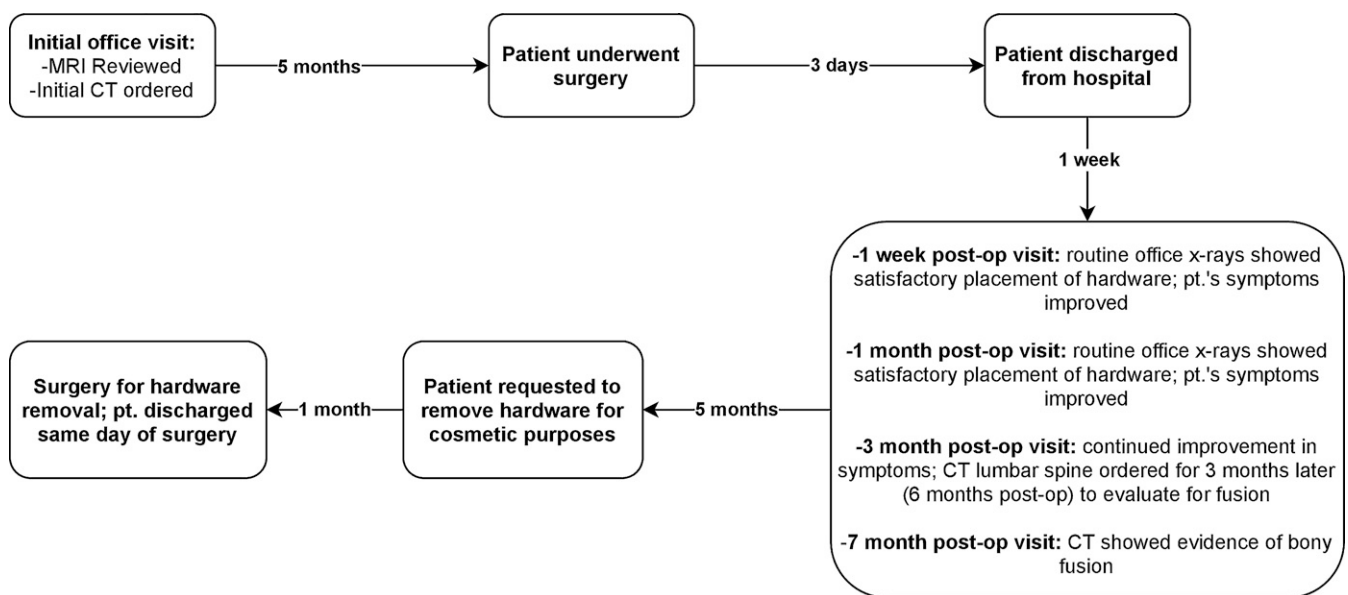 Initial office visit:
-MRI Reviewed
-Initial CT ordered
5 months
Patient underwent
surgery
3 days
Patient discharged
from hospital
1 week
-1 week post-op visit: routine office x-rays showed
satisfactory placement of hardware; pt.'s symptoms
improved
-1 month post-op visit: routine office x-rays showed
satisfactory placement of hardware; pt.'s symptoms
improved
-3 month post-op visit: continued improvement in
symptoms; CT lumbar spine ordered for 3 months later
(6 months post-op) to evaluate for fusion
-7 month post-op visit: CT showed evidence of bony
fusion
5 months
Patient requested to
remove hardware for
cosmetic purposes
1 month
Surgery for hardware
removal; pt. discharged
same day of surgery